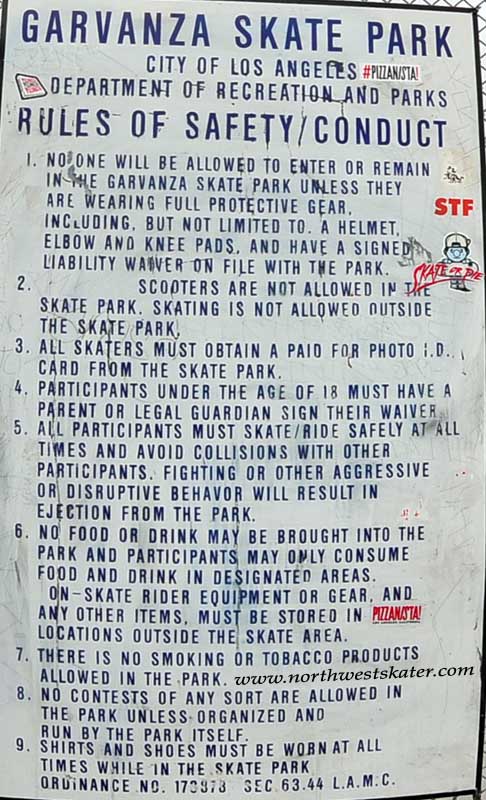 GARVANZA SKATE PARK
CITY OF LOS ANGELES #PIZZANISTA!
DEPARTMENT OF RECREATION AND PARKS
RULES OF SAFETY/CONDUCT
1. NO ONE WILL BE ALLOWED TO ENTER OR REMAIN
IN THE GARVANZA SKATE PARK UNLESS THEY
ARE WEARING FULL PROTECTIVE GEAR,
STF
INCLUDING, BUT NOT LIMITED TO. A HELMET,
ELBOW AND KNEE PADS, AND HAVE A SIGNED
LIABILITY WAIVER ON FILE WITH THE PARK.
SKATE OR DIE
2. SCOOTERS ARE NOT ALLOWED IN THE
SKATE PARK. SKATING IS NOT ALLOWED OUTSIDE
THE SKATE PARK.
3. ALL SKATERS MUST OBTAIN A PAID FOR PHOTO I.D.
CARD FROM THE SKATE PARK.
4. PARTICIPANTS UNDER THE AGE OF 18 MUST HAVE A
PARENT OR LEGAL GUARDIAN SIGN THEIR WAIVER
5. ALL PARTICIPANTS MUST SKATE/RIDE SAFELY AT ALL
TIMES AND AVOID COLLISIONS WITH OTHER
PARTICIPANTS. FIGHTING OR OTHER AGGRESSIVE
OR DISRUPTIVE BEHAVIOR WILL RESULT IN
EJECTION FROM THE PARK.
6. NO FOOD OR DRINK MAY BE BROUGHT INTO THE
PARK AND PARTICIPANTS MAY ONLY CONSUME
FOOD AND DRINK IN DESIGNATED AREAS.
ON-SKATE RIDER EQUIPMENT OR GEAR, AND
ANY OTHER ITEMS, MUST BE STORED IN PIZZANISTA!
LOCATIONS OUTSIDE THE SKATE AREA.
7. THERE IS NO SMOKING OR TOBACCO PRODUCTS
ALLOWED IN THE PARK. www.northwestskater.com
8. NO CONTESTS OF ANY SORT ARE ALLOWED IN
THE PARK UNLESS ORGANIZED AND
RUN BY THE PARK ITSELF.
9. SHIRTS AND SHOES MUST BE WORN AT ALL
TIMES WHILE IN THE SKATE PARK
ORDINANCE NO. SEC 63.44 L.A.M.C.